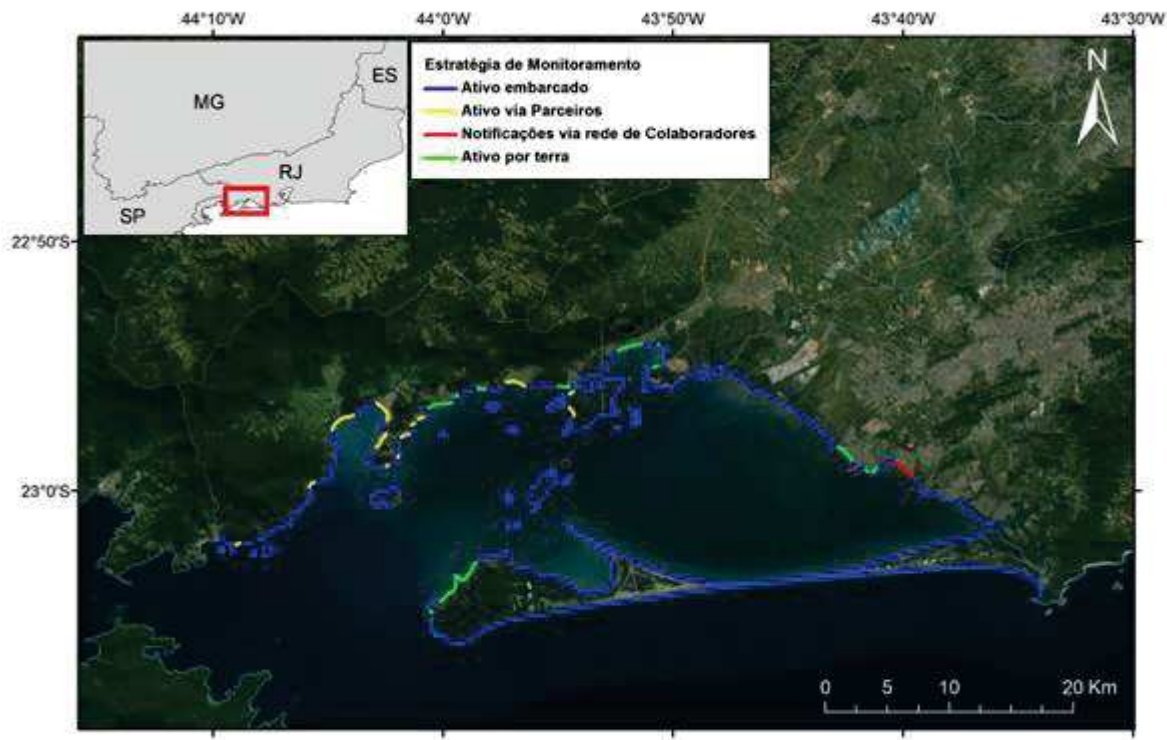 44°10'W 44°0'W 43°50'W 43°40'W 43°30'W
Estratégia de Monitoramento
Ativo embarcado
Ativo via Parceiros
Notificações via rede de Colaboradores
Ativo por terra
ES
MG
RJ
SP
N
22°50'S
23°0'S
0 5 10 20 Km